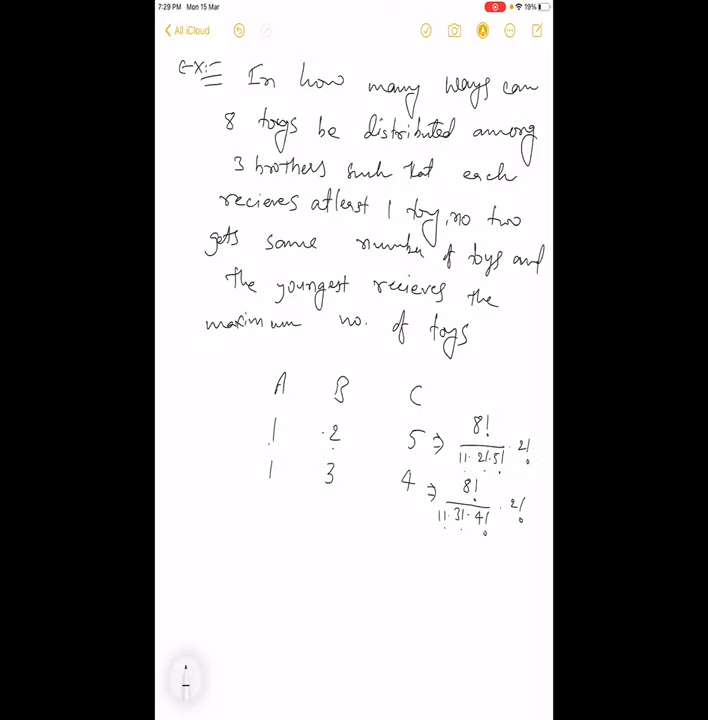 7:29 PM Mon 15 Mar
19%
All iCloud
Ex:-
In how many ways can
8 toys be distributed among
3 brothers such that each
recieves atleast 1 toy, no two
gets same number of toys and
the youngest recieves the
maximum no. of toys
A B C
1 2 5 ⇒ 8!/(1!·2!·5!) · 2!
1 3 4 ⇒ 8!/(1!·3!·4!) · 2!